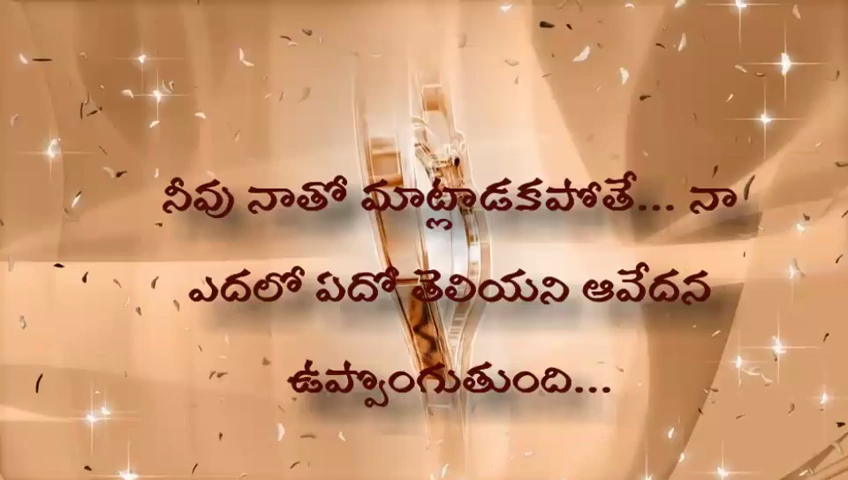 నీవు నాతో మాట్లాడకపోతే... నా
ఎదలో ఏదో తెలియని ఆవేదన
ఉప్వొంగుతుంది...